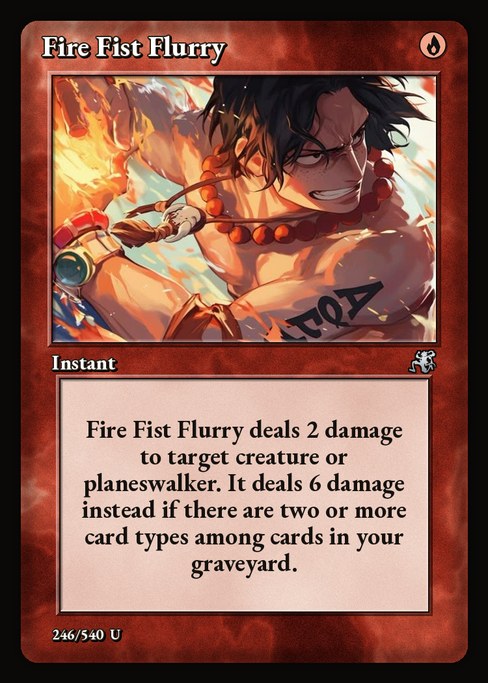 Fire Fist Flurry
Instant
Fire Fist Flurry deals 2 damage
to target creature or
planeswalker. It deals 6 damage
instead if there are two or more
card types among cards in your
graveyard.
246/540 U